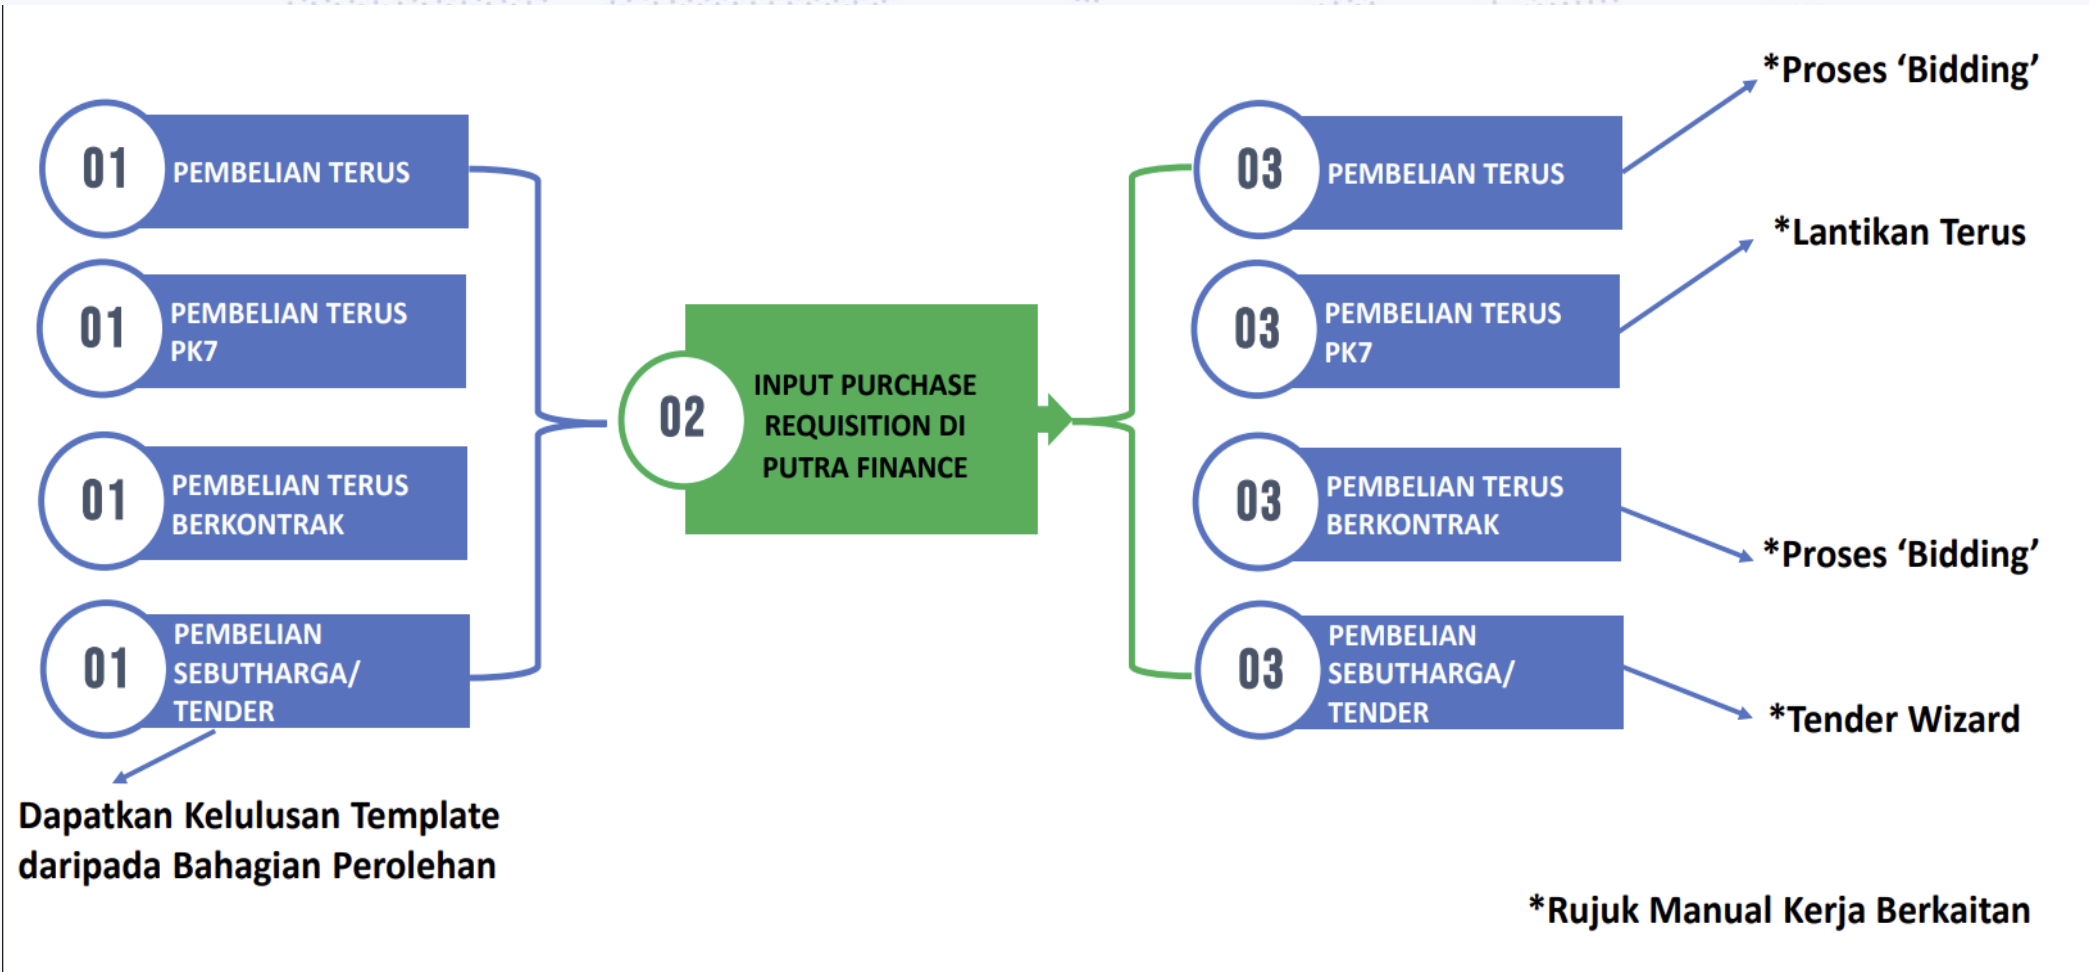 01
PEMBELIAN TERUS
01
PEMBELIAN TERUS
PK7
01
PEMBELIAN TERUS
BERKONTRAK
01
PEMBELIAN
SEBUTHARGA/
TENDER
Dapatkan Kelulusan Template
daripada Bahagian Perolehan
02
INPUT PURCHASE
REQUISITION DI
PUTRA FINANCE
03
PEMBELIAN TERUS
*Proses ‘Bidding’
03
PEMBELIAN TERUS
PK7
*Lantikan Terus
03
PEMBELIAN TERUS
BERKONTRAK
*Proses ‘Bidding’
03
PEMBELIAN
SEBUTHARGA/
TENDER
*Tender Wizard
*Rujuk Manual Kerja Berkaitan